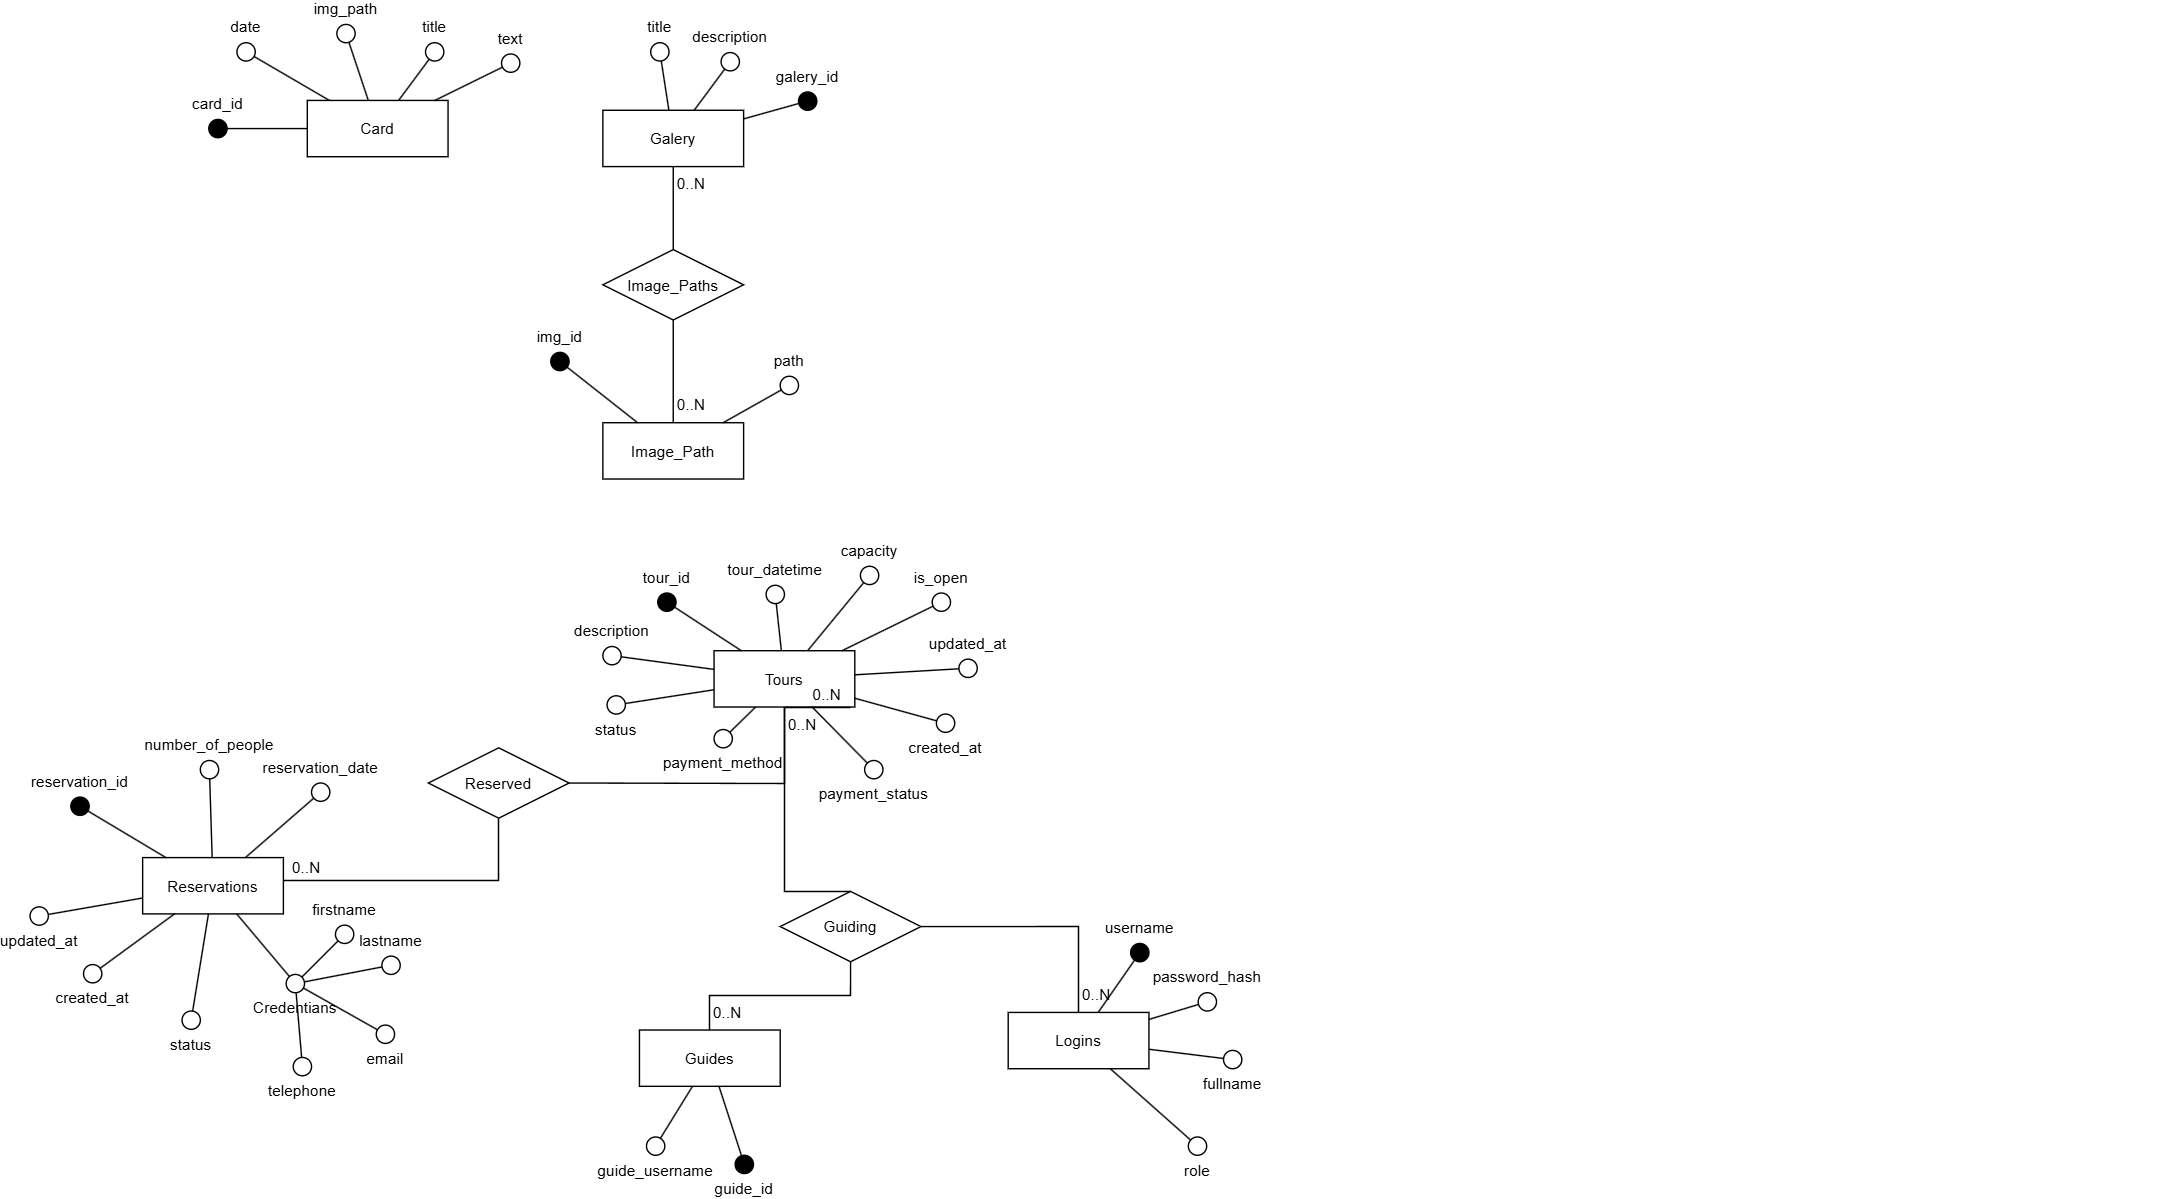 img_path
date
title
text
card_id
Card
title
description
galery_id
Galery
0..N
Image_Paths
img_id
path
0..N
Image_Path
capacity
tour_datetime
tour_id
is_open
description
updated_at
Tours
0..N
0..N
status
created_at
payment_method
payment_status
number_of_people
reservation_date
reservation_id
Reserved
0..N
Reservations
firstname
lastname
updated_at
created_at
Credentians
status
email
telephone
Guiding
username
password_hash
0..N
0..N
Logins
Guides
fullname
guide_username
role
guide_id